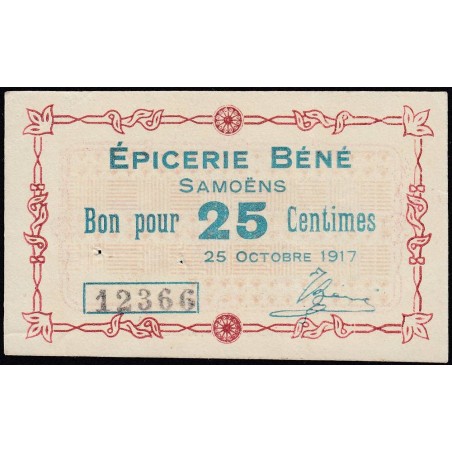 ÉPICERIE BÉNÉ
SAMOËNS
Bon pour 25 Centimes
25 OCTOBRE 1917
12366